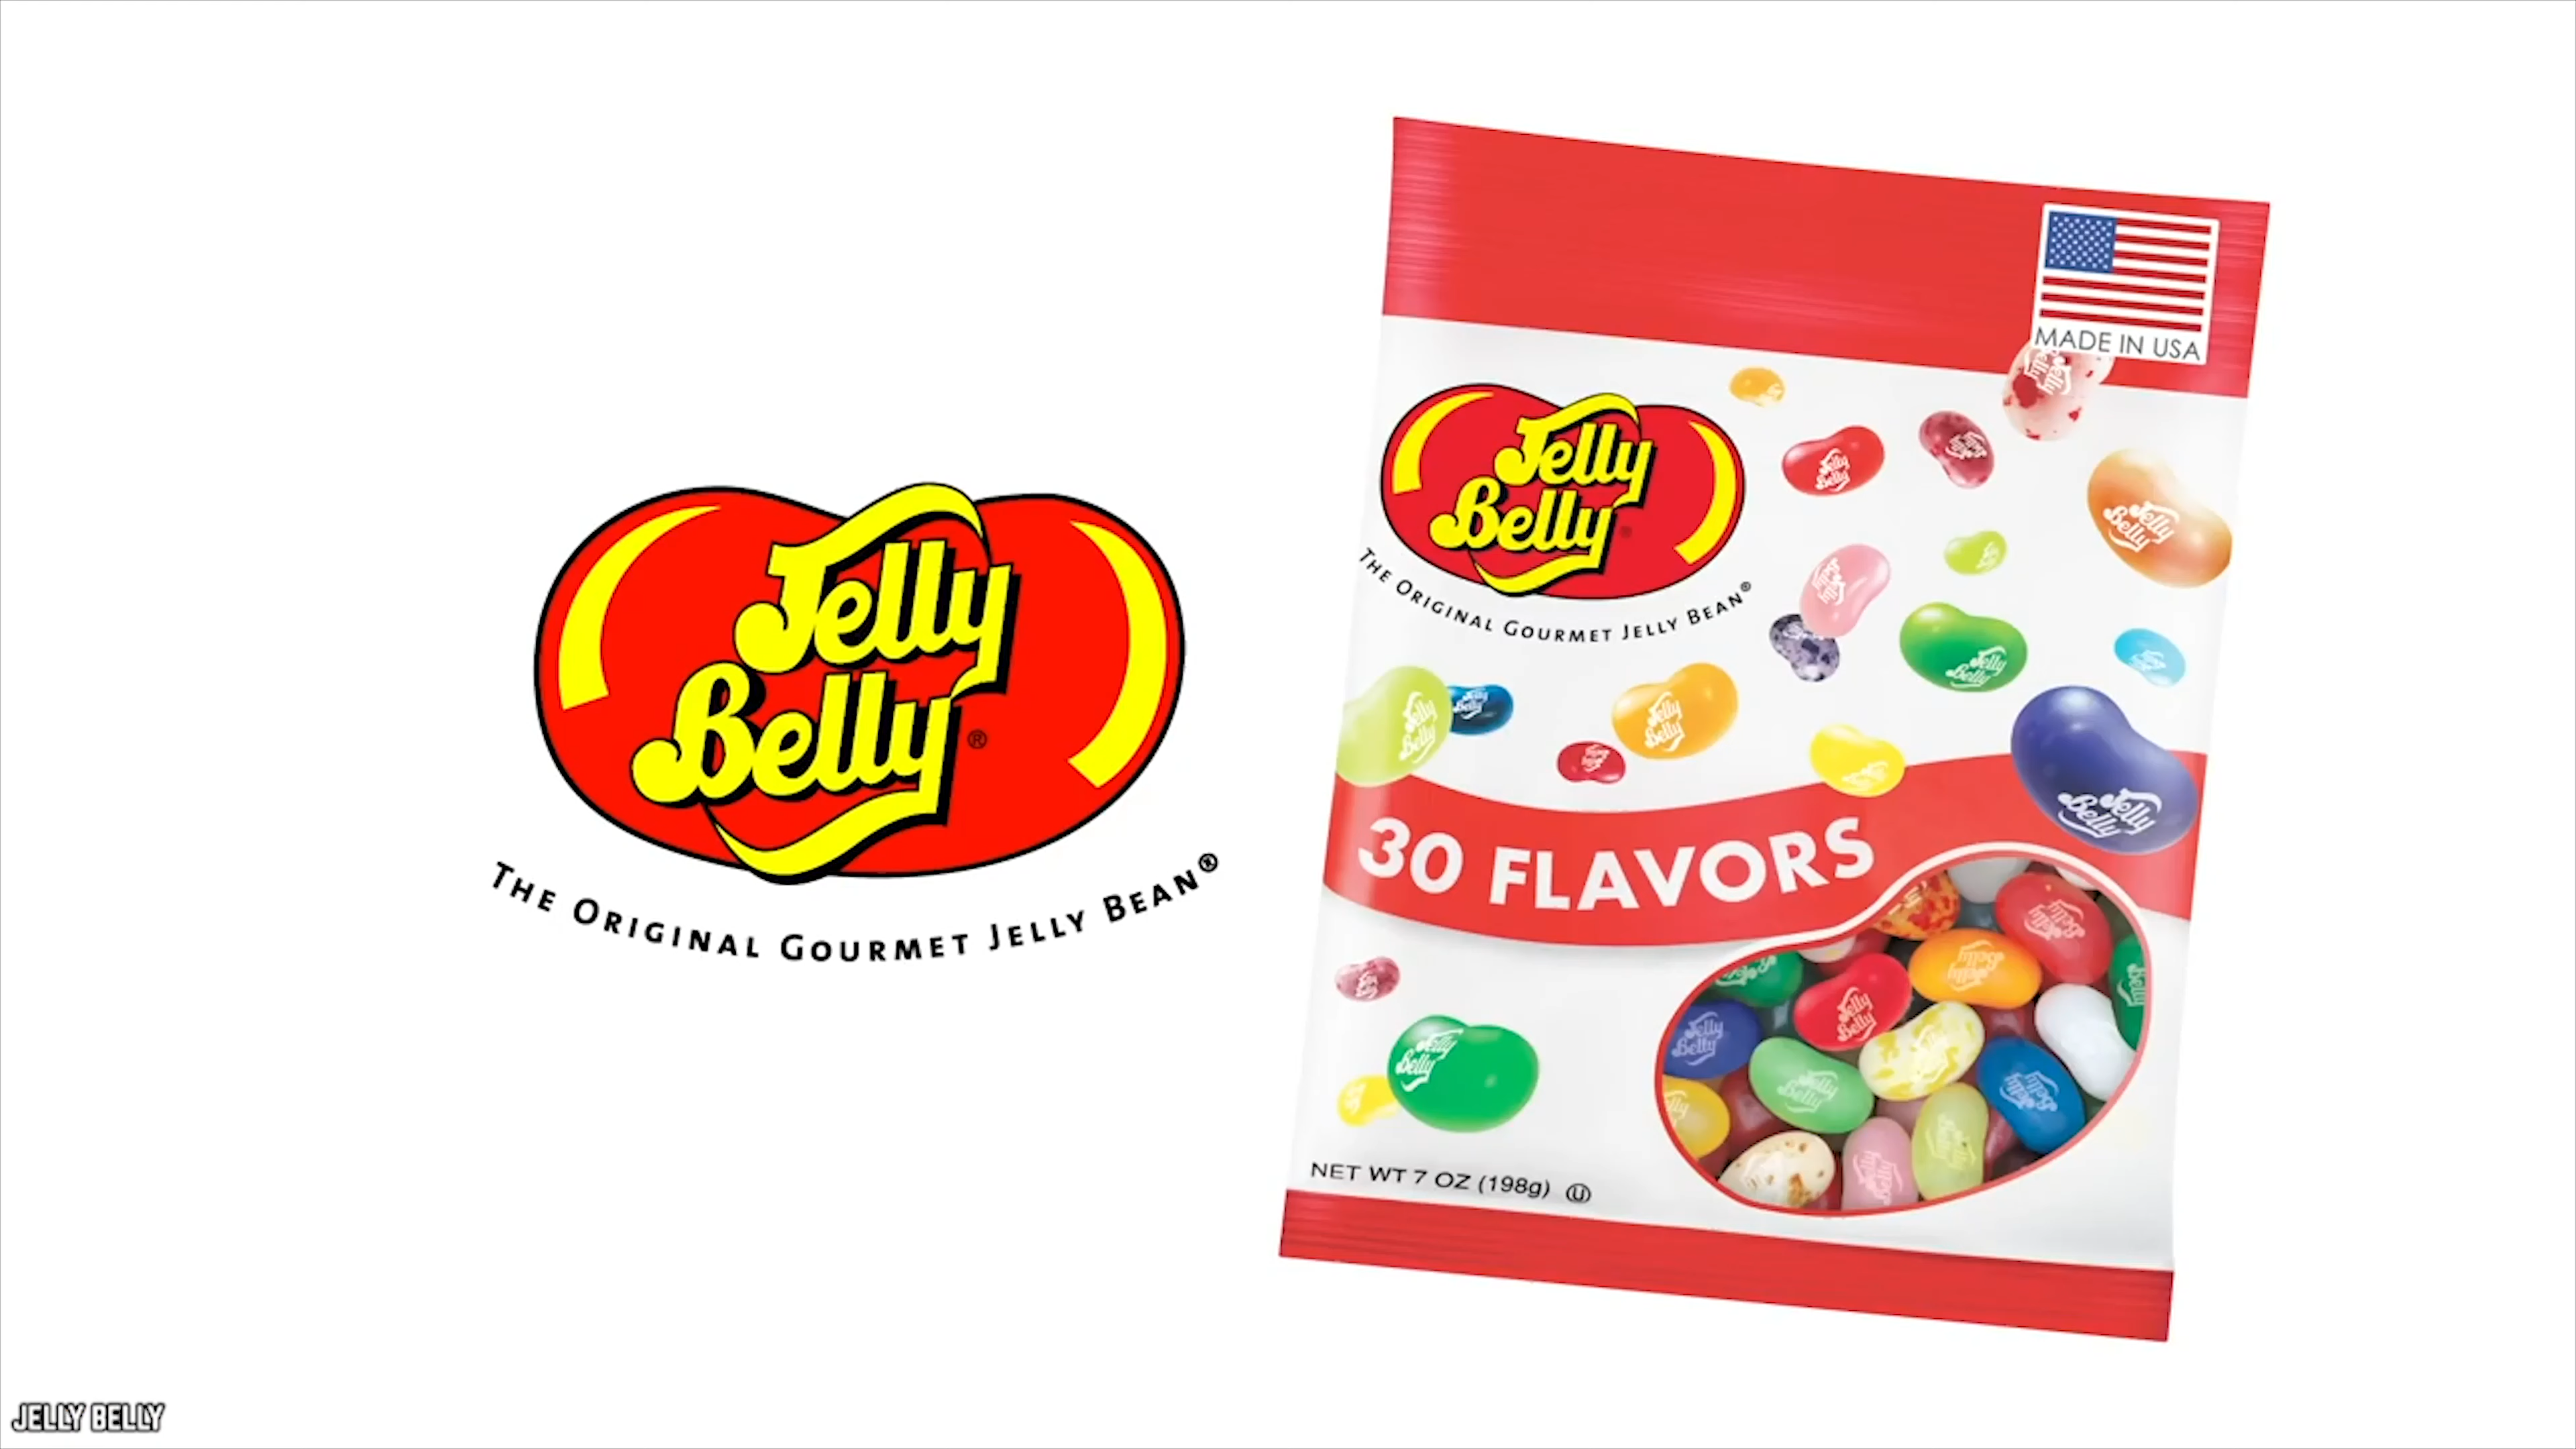 Jelly
Belly®
THE ORIGINAL GOURMET JELLY BEAN®
MADE IN USA
Jelly
Belly
THE ORIGINAL GOURMET JELLY BEAN®
30 FLAVORS
NET WT 7 OZ (198g) U
JELLY BELLY